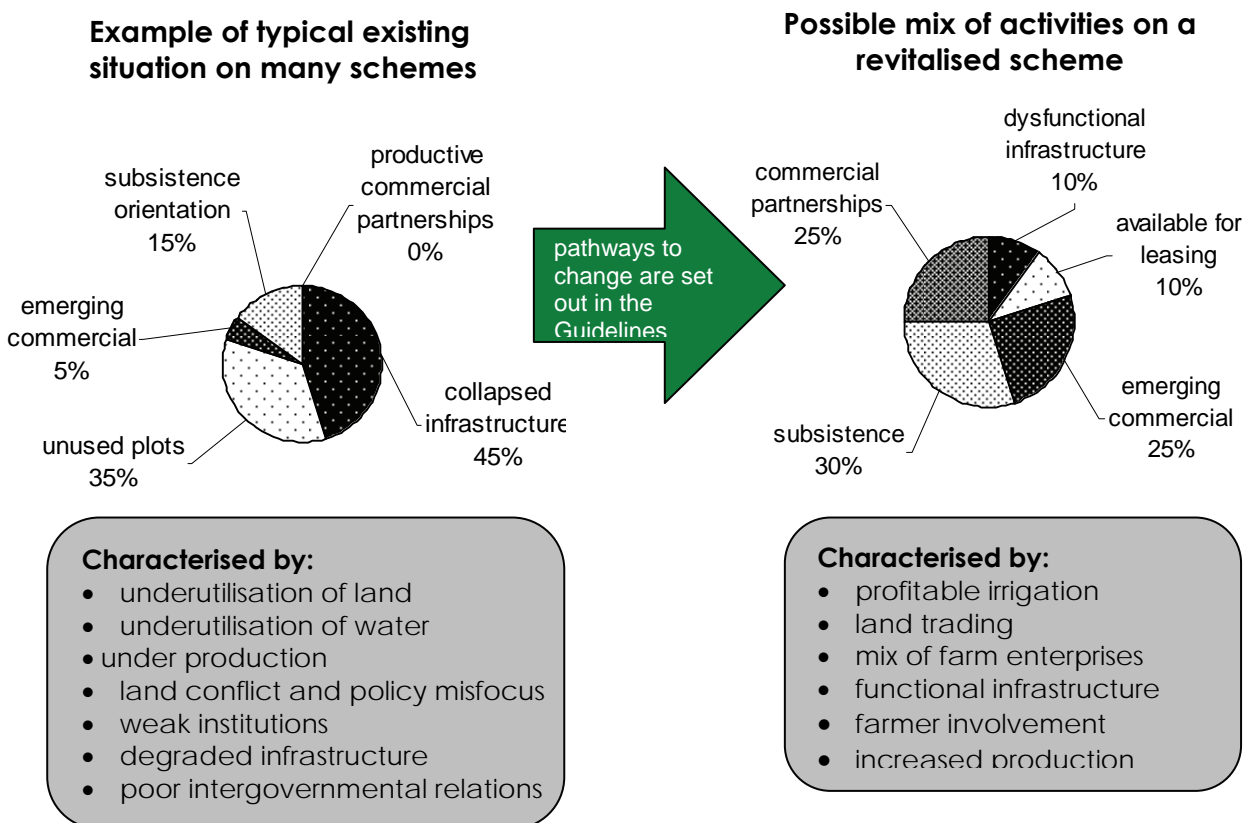 Example of typical existing
situation on many schemes
productive
commercial
partnerships
0%
subsistence
orientation
15%
emerging
commercial
5%
unused plots
35%
collapsed
infrastructure
45%
Characterised by:
• underutilisation of land
• underutilisation of water
• under production
• land conflict and policy misfocus
• weak institutions
• degraded infrastructure
• poor intergovernmental relations
pathways to
change are set
out in the
Guidelines
Possible mix of activities on a
revitalised scheme
dysfunctional
infrastructure
10%
commercial
partnerships
25%
available for
leasing
10%
emerging
commercial
25%
subsistence
30%
Characterised by:
• profitable irrigation
• land trading
• mix of farm enterprises
• functional infrastructure
• farmer involvement
• increased production